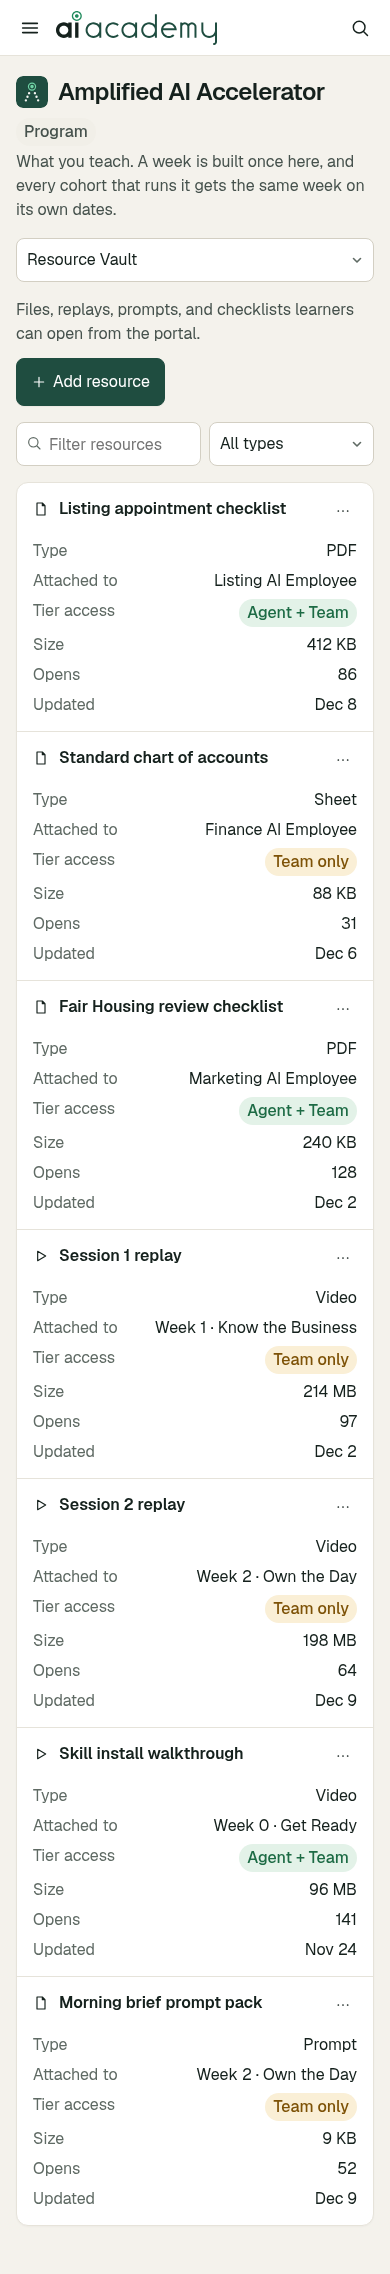 ai academy
Amplified AI Accelerator
Program
What you teach. A week is built once here, and
every cohort that runs it gets the same week on
its own dates.
Resource Vault
Files, replays, prompts, and checklists learners
can open from the portal.
+ Add resource
Filter resources
All types
Listing appointment checklist ...
Type PDF
Attached to Listing AI Employee
Tier access Agent + Team
Size 412 KB
Opens 86
Updated Dec 8
Standard chart of accounts ...
Type Sheet
Attached to Finance AI Employee
Tier access Team only
Size 88 KB
Opens 31
Updated Dec 6
Fair Housing review checklist ...
Type PDF
Attached to Marketing AI Employee
Tier access Agent + Team
Size 240 KB
Opens 128
Updated Dec 2
Session 1 replay ...
Type Video
Attached to Week 1 · Know the Business
Tier access Team only
Size 214 MB
Opens 97
Updated Dec 2
Session 2 replay ...
Type Video
Attached to Week 2 · Own the Day
Tier access Team only
Size 198 MB
Opens 64
Updated Dec 9
Skill install walkthrough ...
Type Video
Attached to Week 0 · Get Ready
Tier access Agent + Team
Size 96 MB
Opens 141
Updated Nov 24
Morning brief prompt pack ...
Type Prompt
Attached to Week 2 · Own the Day
Tier access Team only
Size 9 KB
Opens 52
Updated Dec 9